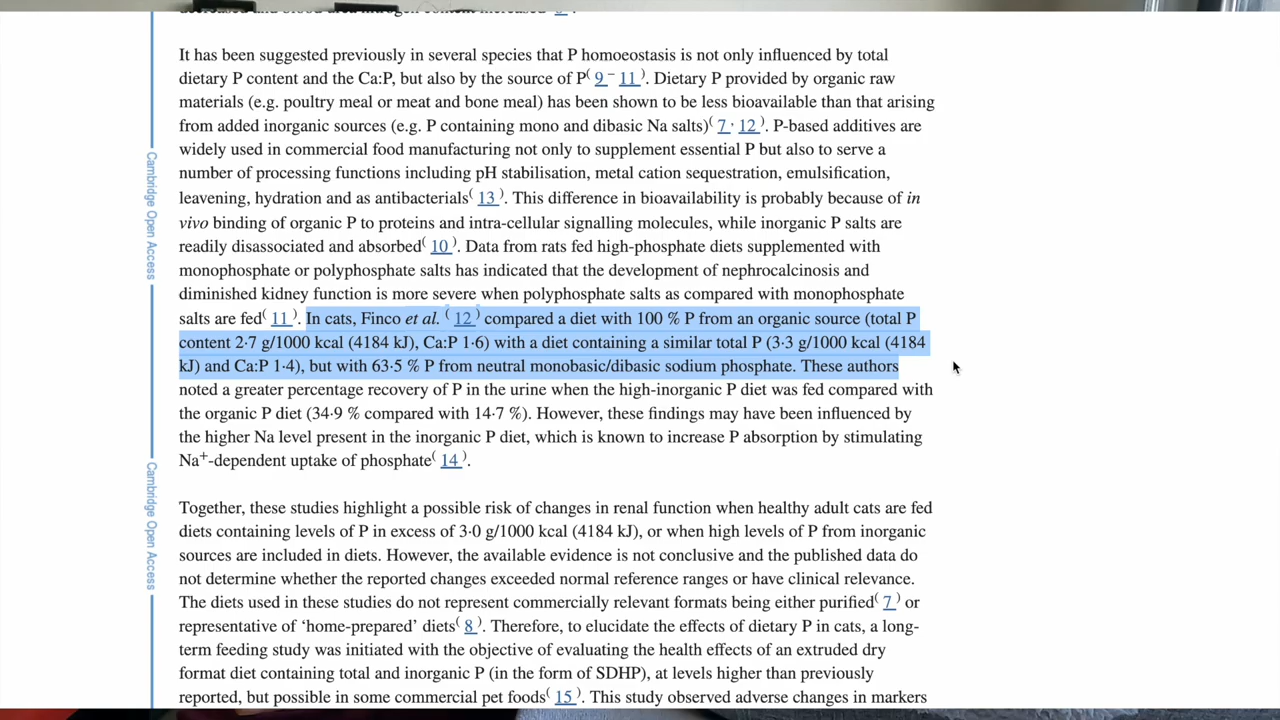 It has been suggested previously in several species that P homoeostasis is not only influenced by total
dietary P content and the Ca:P, but also by the source of P( 9 – 11 ). Dietary P provided by organic raw
materials (e.g. poultry meal or meat and bone meal) has been shown to be less bioavailable than that arising
from added inorganic sources (e.g. P containing mono and dibasic Na salts)( 7 , 12 ). P-based additives are
widely used in commercial food manufacturing not only to supplement essential P but also to serve a
number of processing functions including pH stabilisation, metal cation sequestration, emulsification,
leavening, hydration and as antibacterials( 13 ). This difference in bioavailability is probably because of in
vivo binding of organic P to proteins and intra-cellular signalling molecules, while inorganic P salts are
readily disassociated and absorbed( 10 ). Data from rats fed high-phosphate diets supplemented with
monophosphate or polyphosphate salts has indicated that the development of nephrocalcinosis and
diminished kidney function is more severe when polyphosphate salts as compared with monophosphate
salts are fed( 11 ). In cats, Finco et al. ( 12 ) compared a diet with 100 % P from an organic source (total P
content 2·7 g/1000 kcal (4184 kJ), Ca:P 1·6) with a diet containing a similar total P (3·3 g/1000 kcal (4184
kJ) and Ca:P 1·4), but with 63·5 % P from neutral monobasic/dibasic sodium phosphate. These authors
noted a greater percentage recovery of P in the urine when the high-inorganic P diet was fed compared with
the organic P diet (34·9 % compared with 14·7 %). However, these findings may have been influenced by
the higher Na level present in the inorganic P diet, which is known to increase P absorption by stimulating
Na+-dependent uptake of phosphate( 14 ).
Together, these studies highlight a possible risk of changes in renal function when healthy adult cats are fed
diets containing levels of P in excess of 3·0 g/1000 kcal (4184 kJ), or when high levels of P from inorganic
sources are included in diets. However, the available evidence is not conclusive and the published data do
not determine whether the reported changes exceeded normal reference ranges or have clinical relevance.
The diets used in these studies do not represent commercially relevant formats being either purified( 7 ) or
representative of ‘home-prepared’ diets( 8 ). Therefore, to elucidate the effects of dietary P in cats, a long-
term feeding study was initiated with the objective of evaluating the health effects of an extruded dry
format diet containing total and inorganic P (in the form of SDHP), at levels higher than previously
reported, but possible in some commercial pet foods( 15 ). This study observed adverse changes in markers
Cambridge Open Access
Cambridge Open Access